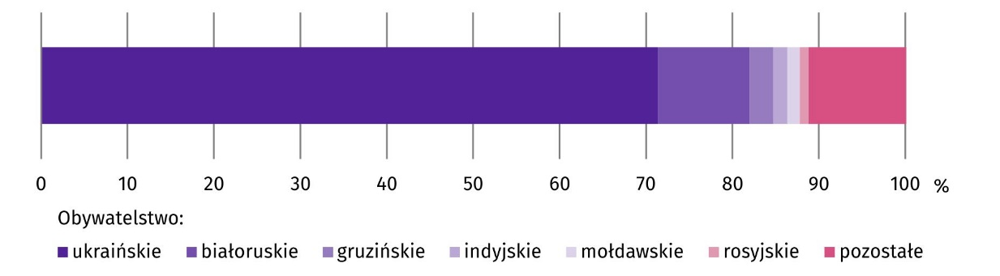 0 10 20 30 40 50 60 70 80 90 100 %
Obywatelstwo:
ukraińskie białoruskie gruzińskie indyjskie mołdawskie rosyjskie pozostałe